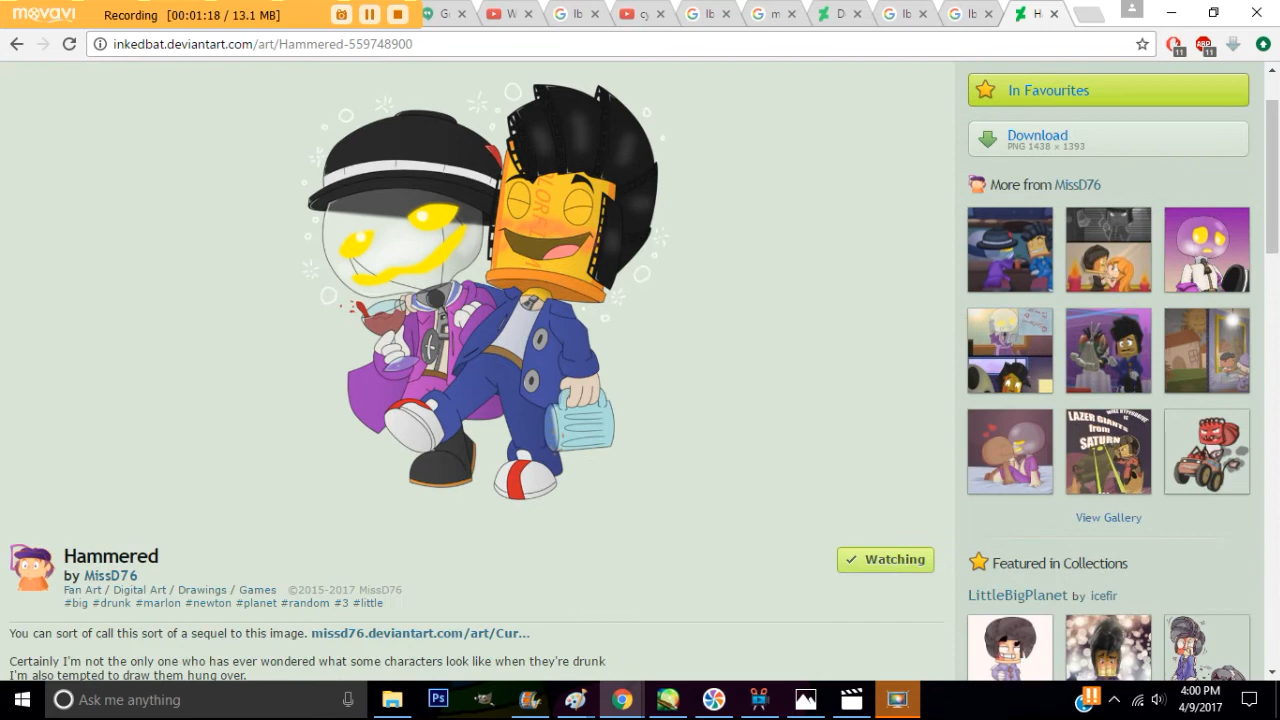 movavi
Recording [00:01:18 / 13.1 MB]
inkedbat.deviantart.com/art/Hammered-559748900
11
ABP
11
In Favourites
Download
PNG 1438 × 1393
More from MissD76
LAZER GIANTS
from
SATURN
View Gallery
Hammered
by MissD76
Fan Art / Digital Art / Drawings / Games ©2015-2017 MissD76
#big #drunk #marlon #newton #planet #random #3 #little
Watching
Featured in Collections
LittleBigPlanet by icefir
You can sort of call this sort of a sequel to this image. missd76.deviantart.com/art/Cur...
Certainly I'm not the only one who has ever wondered what some characters look like when they're drunk
I'm also tempted to draw them hung over.
Ask me anything
Ps
4:00 PM
4/9/2017